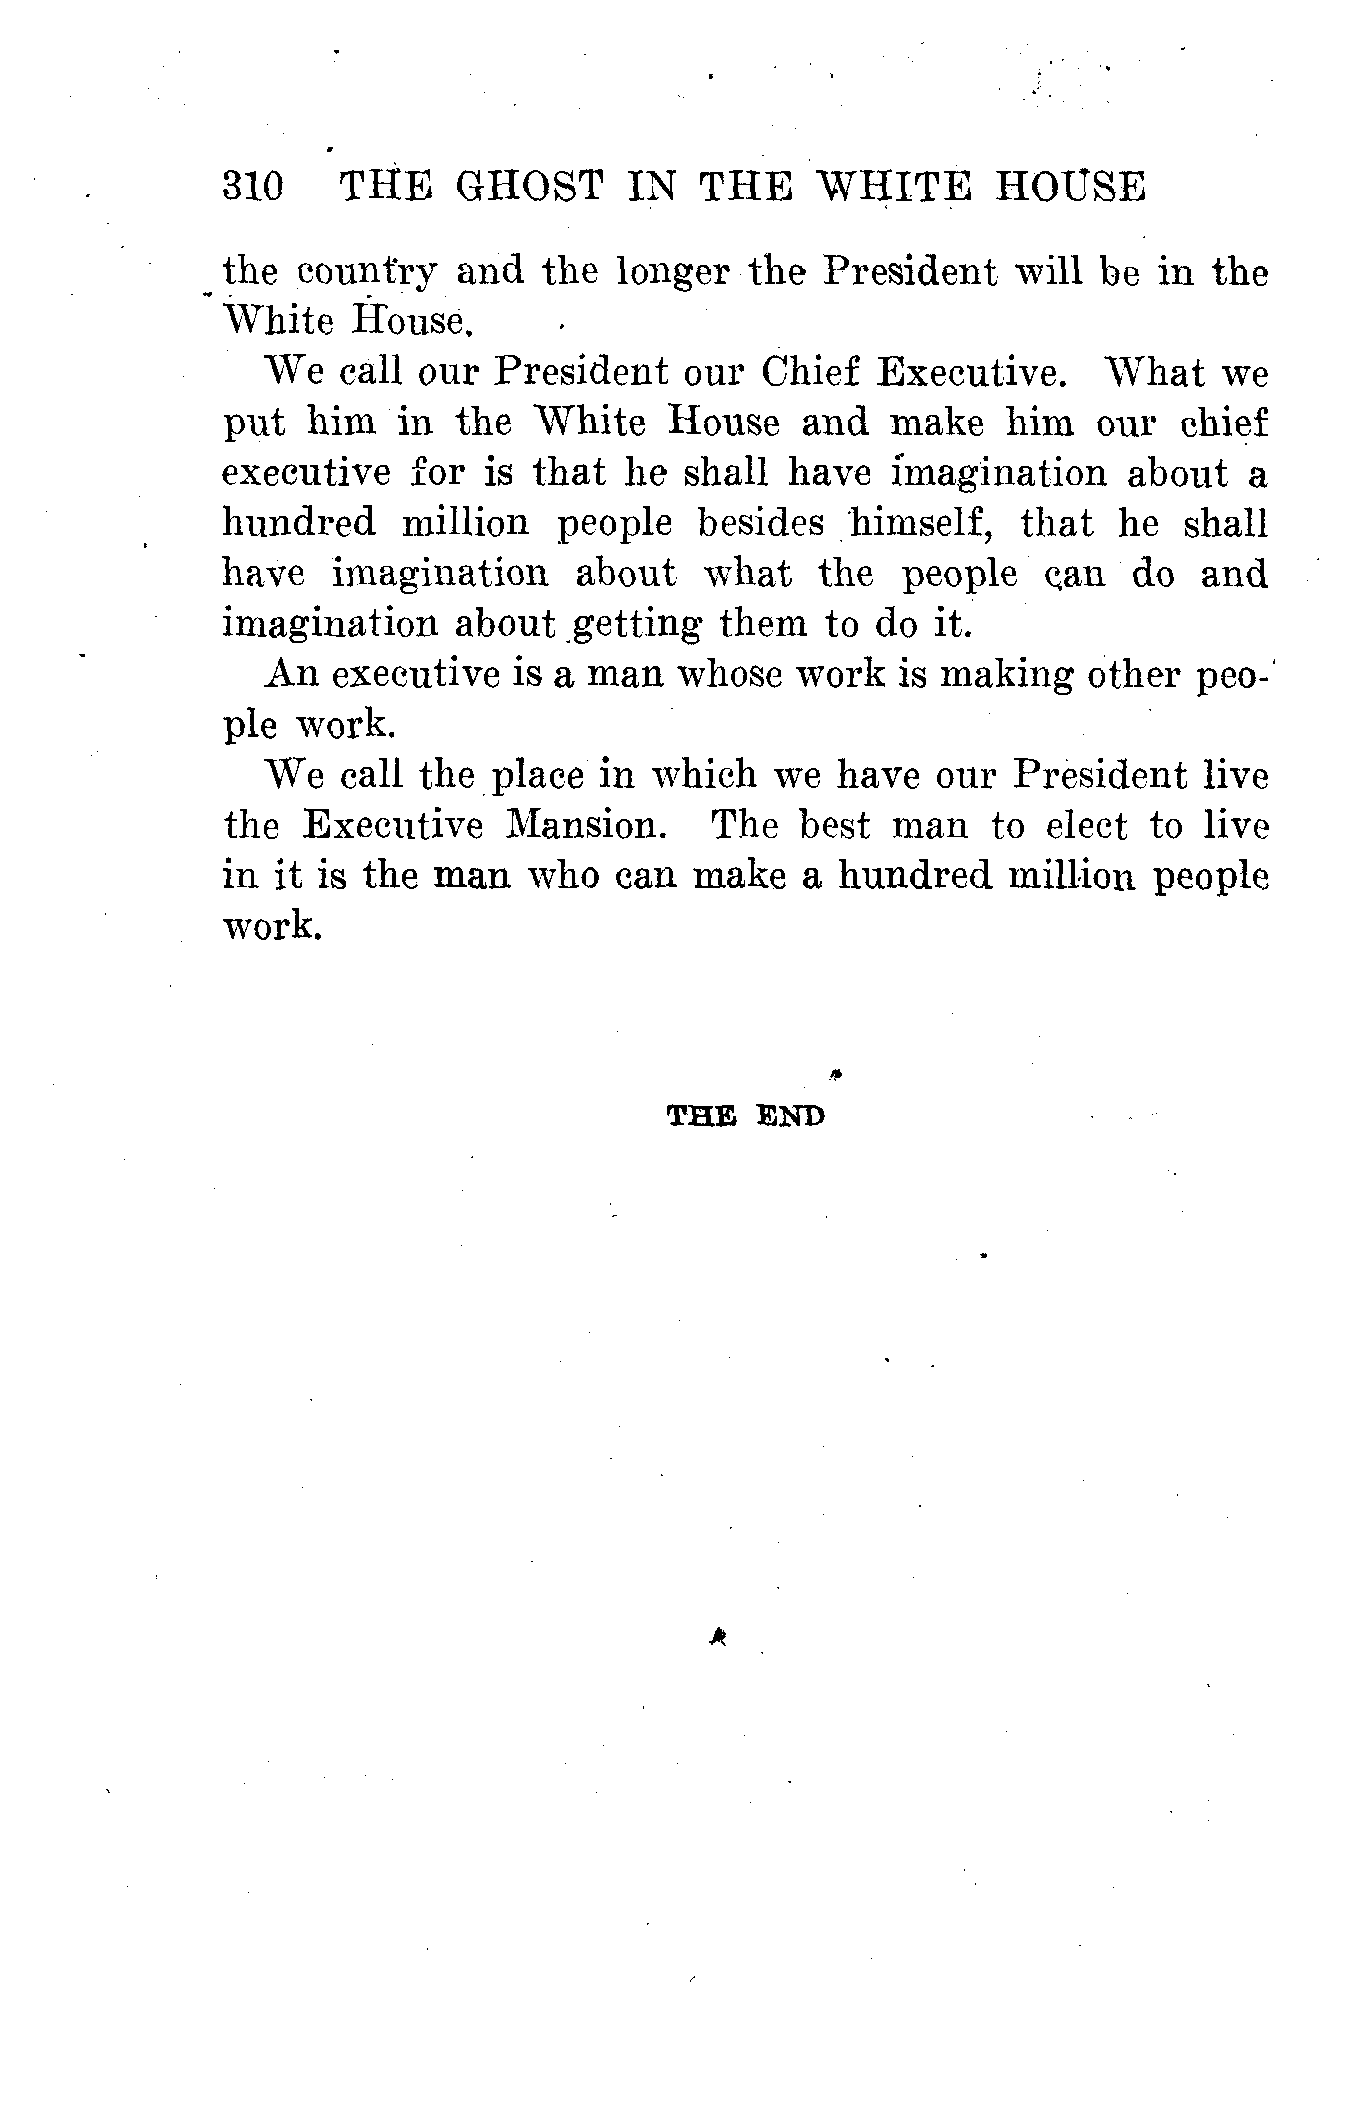 310 THE GHOST IN THE WHITE HOUSE
the country and the longer the President will be in the
White House.
We call our President our Chief Executive. What we
put him in the White House and make him our chief
executive for is that he shall have imagination about a
hundred million people besides himself, that he shall
have imagination about what the people can do and
imagination about getting them to do it.
An executive is a man whose work is making other peo-
ple work.
We call the place in which we have our President live
the Executive Mansion. The best man to elect to live
in it is the man who can make a hundred million people
work.
THE END